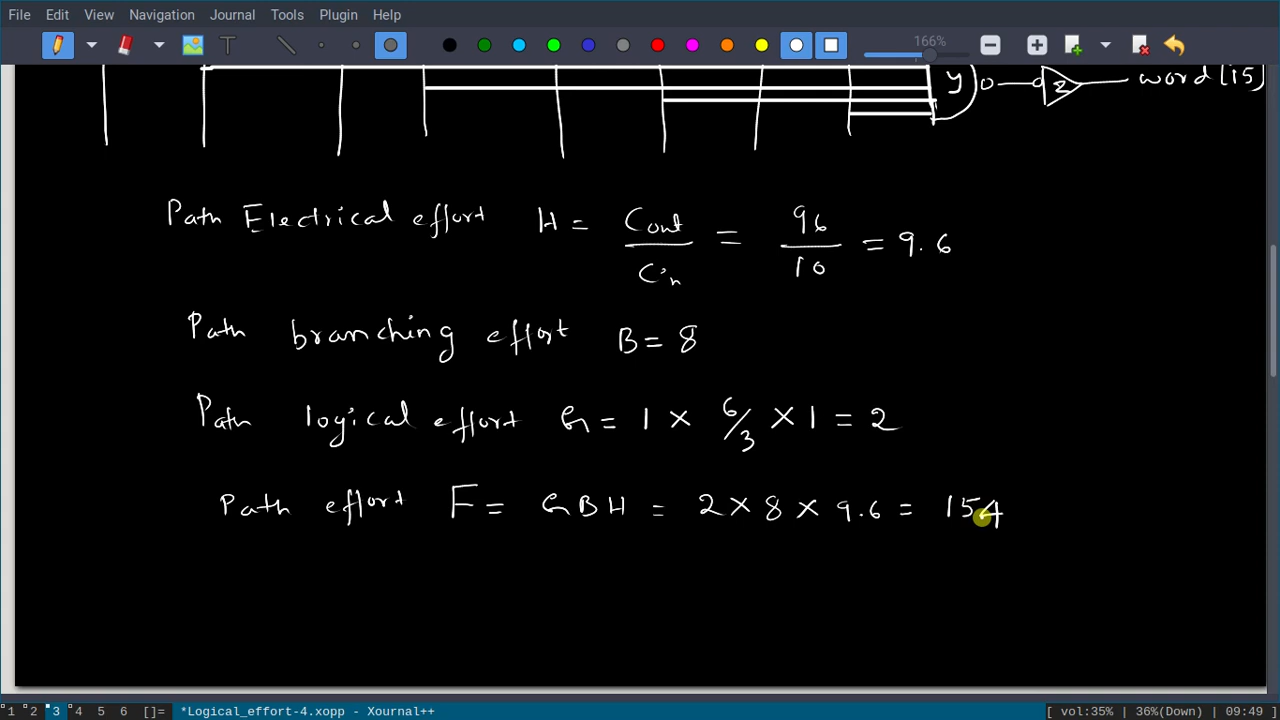 File Edit View Navigation Journal Tools Plugin Help
T 166%
y z word [15]
Path Electrical effort H = Cout / Cin = 96 / 10 = 9.6
Path branching effort B = 8
Path logical effort G = 1 × 6/3 × 1 = 2
Path effort F = GBH = 2 × 8 × 9.6 = 154
1 2 3 4 5 6 []= *Logical_effort-4.xopp - Xournal++ [ vol:35% | 36%(Down) | 09:49 ]